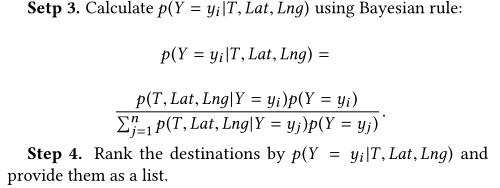 Setp 3. Calculate p(Y = y_i|T, Lat, Lng) using Bayesian rule:
p(Y = y_i|T, Lat, Lng) =
p(T, Lat, Lng|Y = y_i)p(Y = y_i)
∑_{j=1}^{n} p(T, Lat, Lng|Y = y_j)p(Y = y_j) .
Step 4. Rank the destinations by p(Y = y_i|T, Lat, Lng) and
provide them as a list.